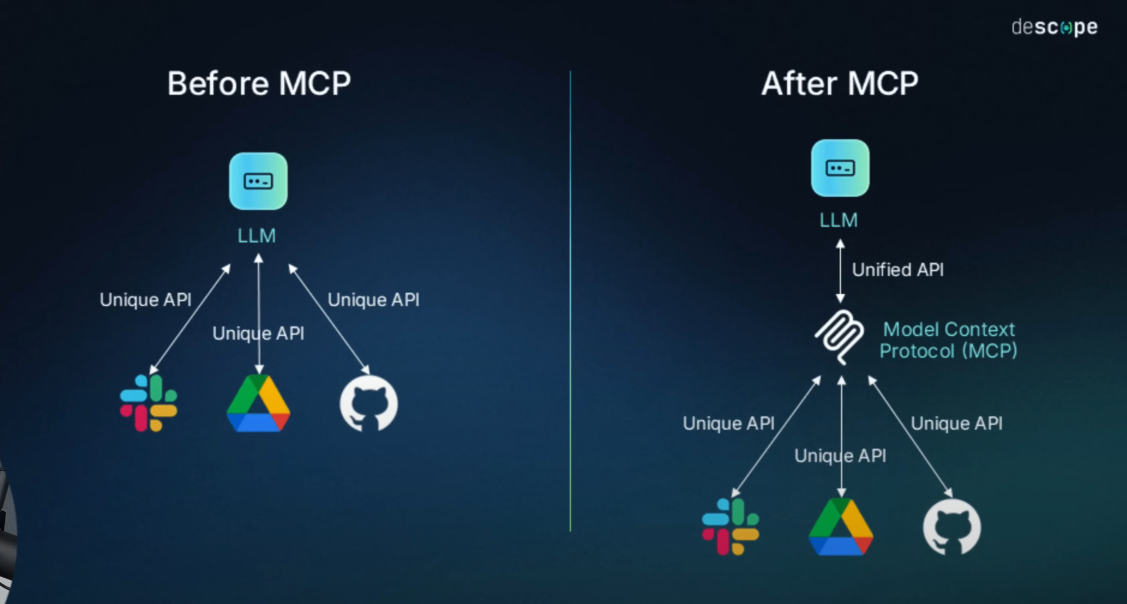 descope
Before MCP
LLM
Unique API
Unique API
Unique API
After MCP
LLM
Unified API
Model Context
Protocol (MCP)
Unique API
Unique API
Unique API